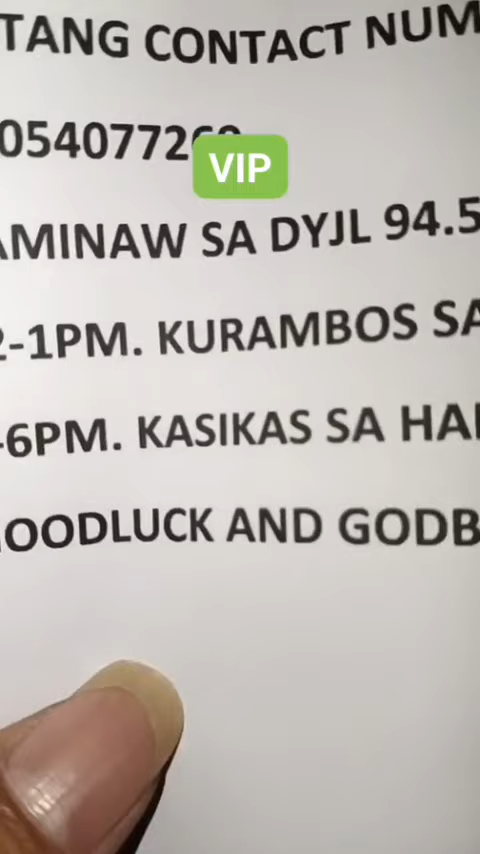 TANG CONTACT NUM
054077269
VIP
AMINAW SA DYJL 94.5
2-1PM. KURAMBOS SA
-6PM. KASIKAS SA HA
OODLUCK AND GODB